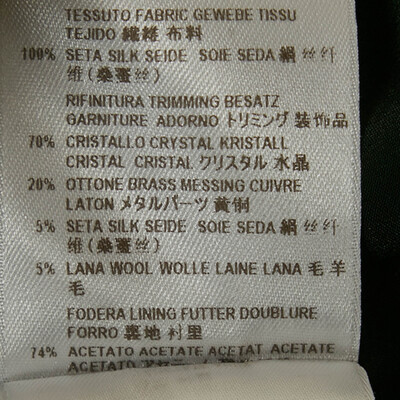 TESSUTO FABRIC GEWEBE TISSU
TEJIDO 織維 布料
100% SETA SILK SEIDE SOIE SEDA 絹 丝 纤
维(桑蚕丝)
RIFINITURA TRIMMING BESATZ
GARNITURE ADORNO トリミング 装飾品
70% CRISTALLO CRYSTAL KRISTALL
CRISTAL CRISTAL クリスタル 水晶
20% OTTONE BRASS MESSING CUIVRE
LATON メタルパーツ 黄铜
5% SETA SILK SEIDE SOIE SEDA 絹 丝 纤
维(桑蚕丝)
5% LANA WOOL WOLLE LAINE LANA 毛 羊
毛
FODERA LINING FUTTER DOUBLURE
FORRO 裏地 衬里
74% ACETATO ACETATE ACETAT ACETATE
ACETATO